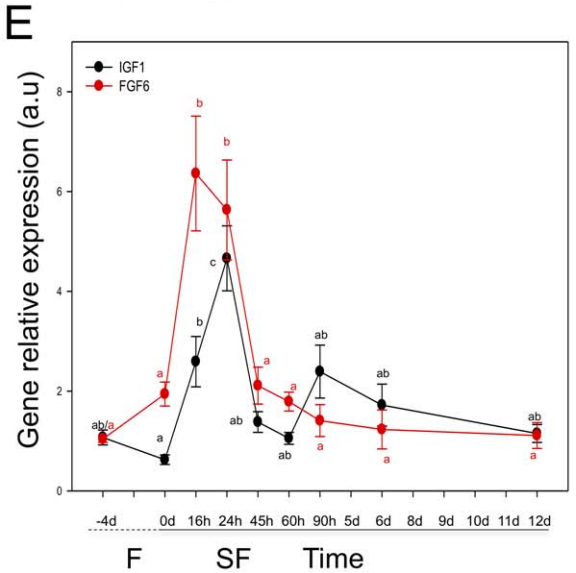 E
Gene relative expression (a.u)
IGF1
FGF6
8
6
4
2
0
b
b
c
b
a
a
ab/a
a
ab
a
ab
ab
a
ab
a
ab
a
-4d 0d 16h 24h 45h 60h 90h 5d 6d 8d 9d 10d 11d 12d
F SF Time